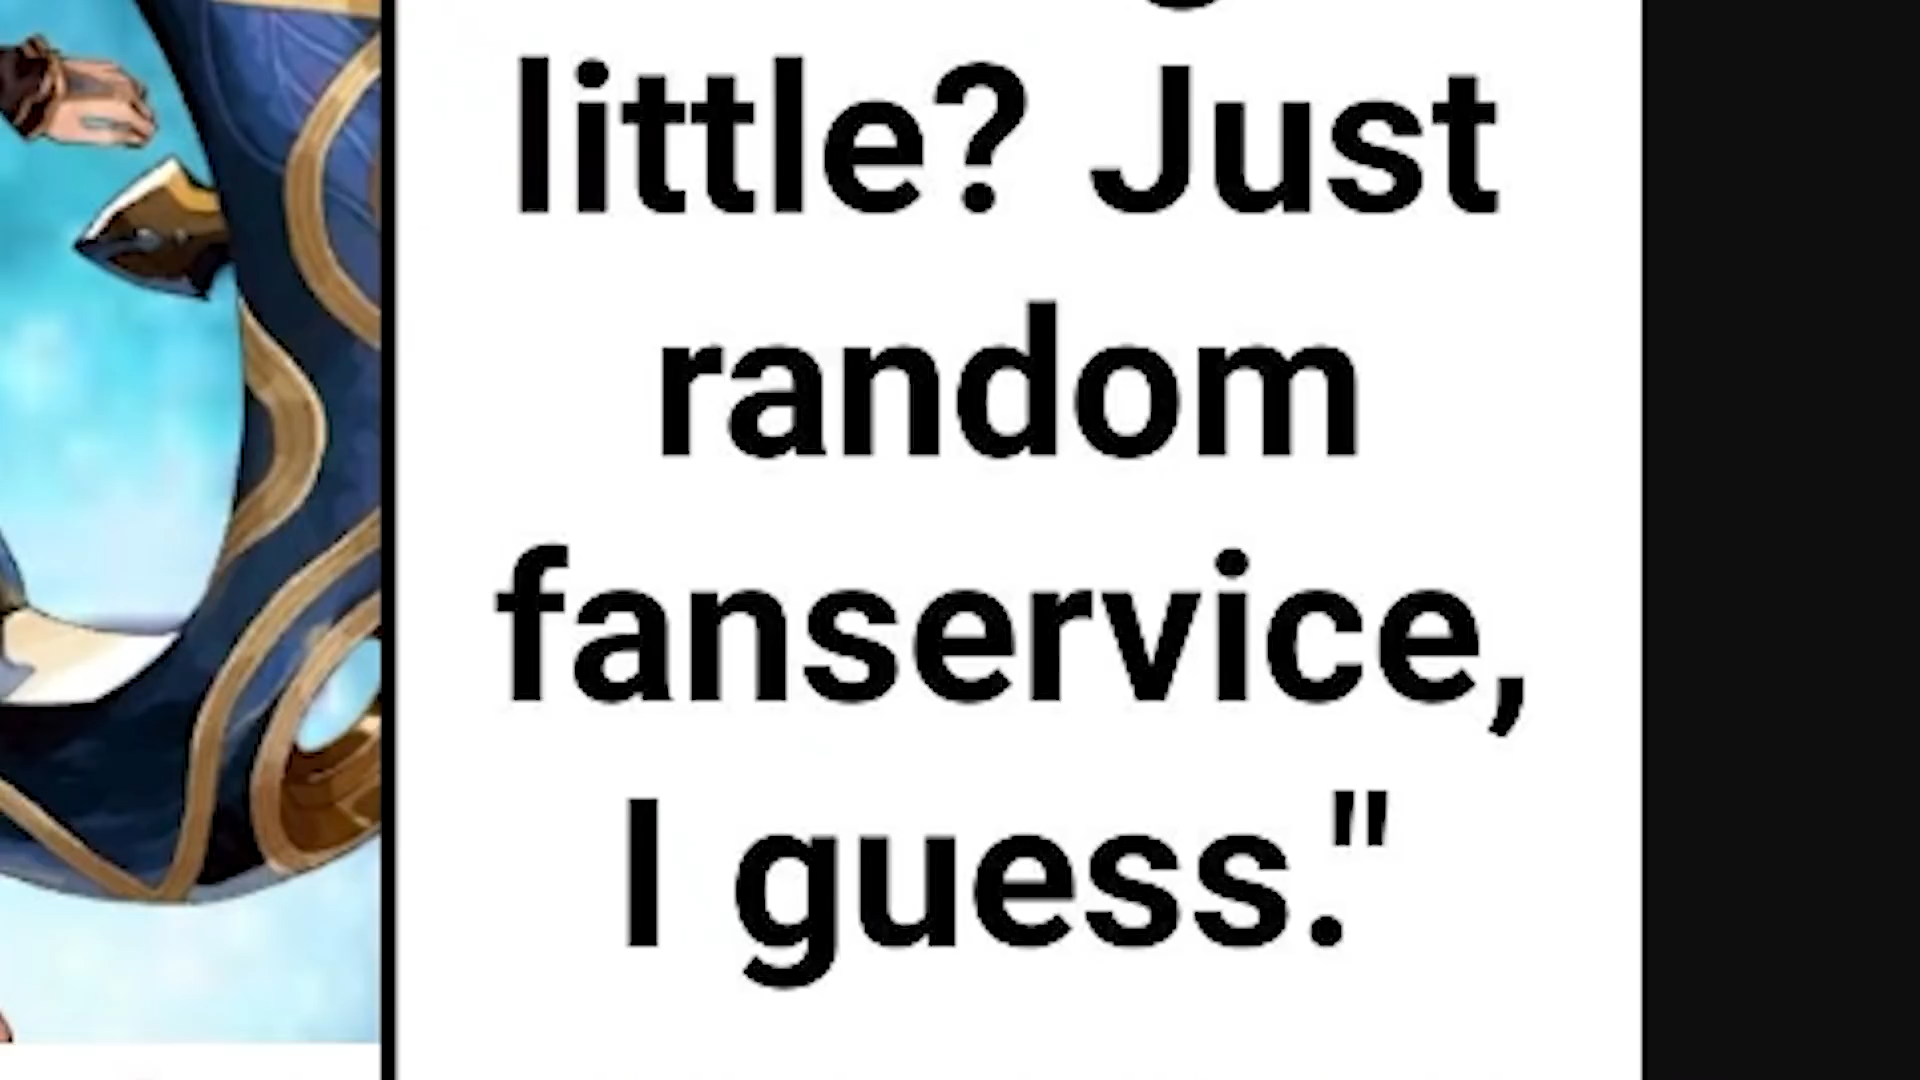 little? Just
random
fanservice,
I guess."